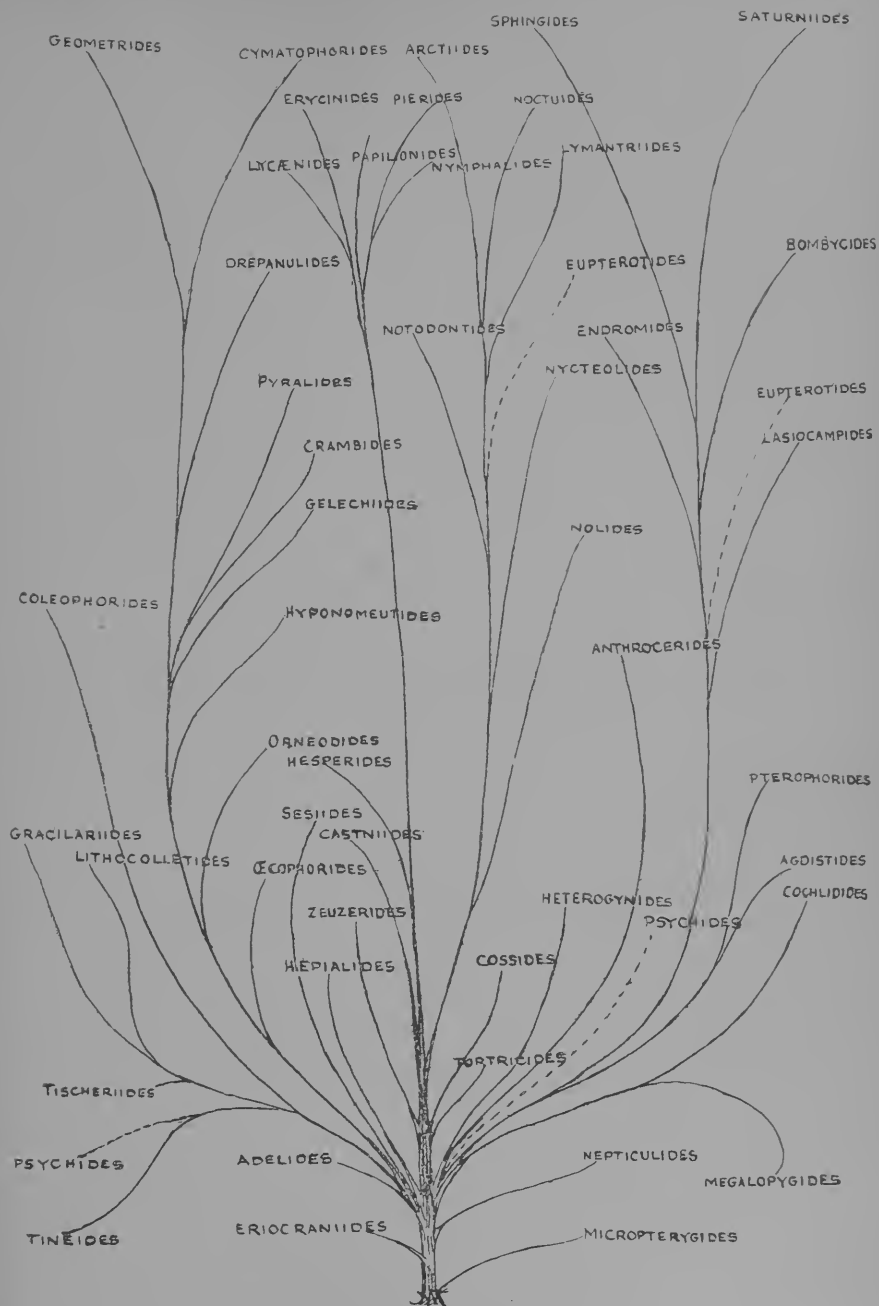 SPHINGIDES
SATURNIIDES
GEOMETRIDES
CYMATOPHORIDES
ARCTIIDES
ERYCINIDES
PIERIDES
NOCTUIDES
LYCÆNIDES
PAPILIONIDES
NYMPHALIDES
LYMANTRIIDES
DREPANULIDES
EUPTEROTIDES
BOMBYCIDES
NOTODONTIDES
ENDROMIDES
PYRALIDES
NYCTEOLIDES
EUPTEROTIDES
CRAMBIDES
LASIOCAMPIDES
GELECHIIDES
NOLIDES
COLEOPHORIDES
HYPONOMEUTIDES
ANTHROCERIDES
ORNEODIDES
HESPERIDES
PTEROPHORIDES
SESIIDES
GRACILARIIDES
CASTNIIDES
LITHOCOLLETIDES
ŒCOPHORIDES
AGDISTIDES
COCHLIDIDES
ZEUZERIDES
HETEROGYNIDES
PSYCHIDES
HEPIALIDES
COSSIDES
TORTRICIDES
TISCHERIIDES
PSYCHIDES
ADELIDES
NEPTICULIDES
MEGALOPYGIDES
TINEIDES
ERIOCRANIIDES
MICROPTERYGIDES